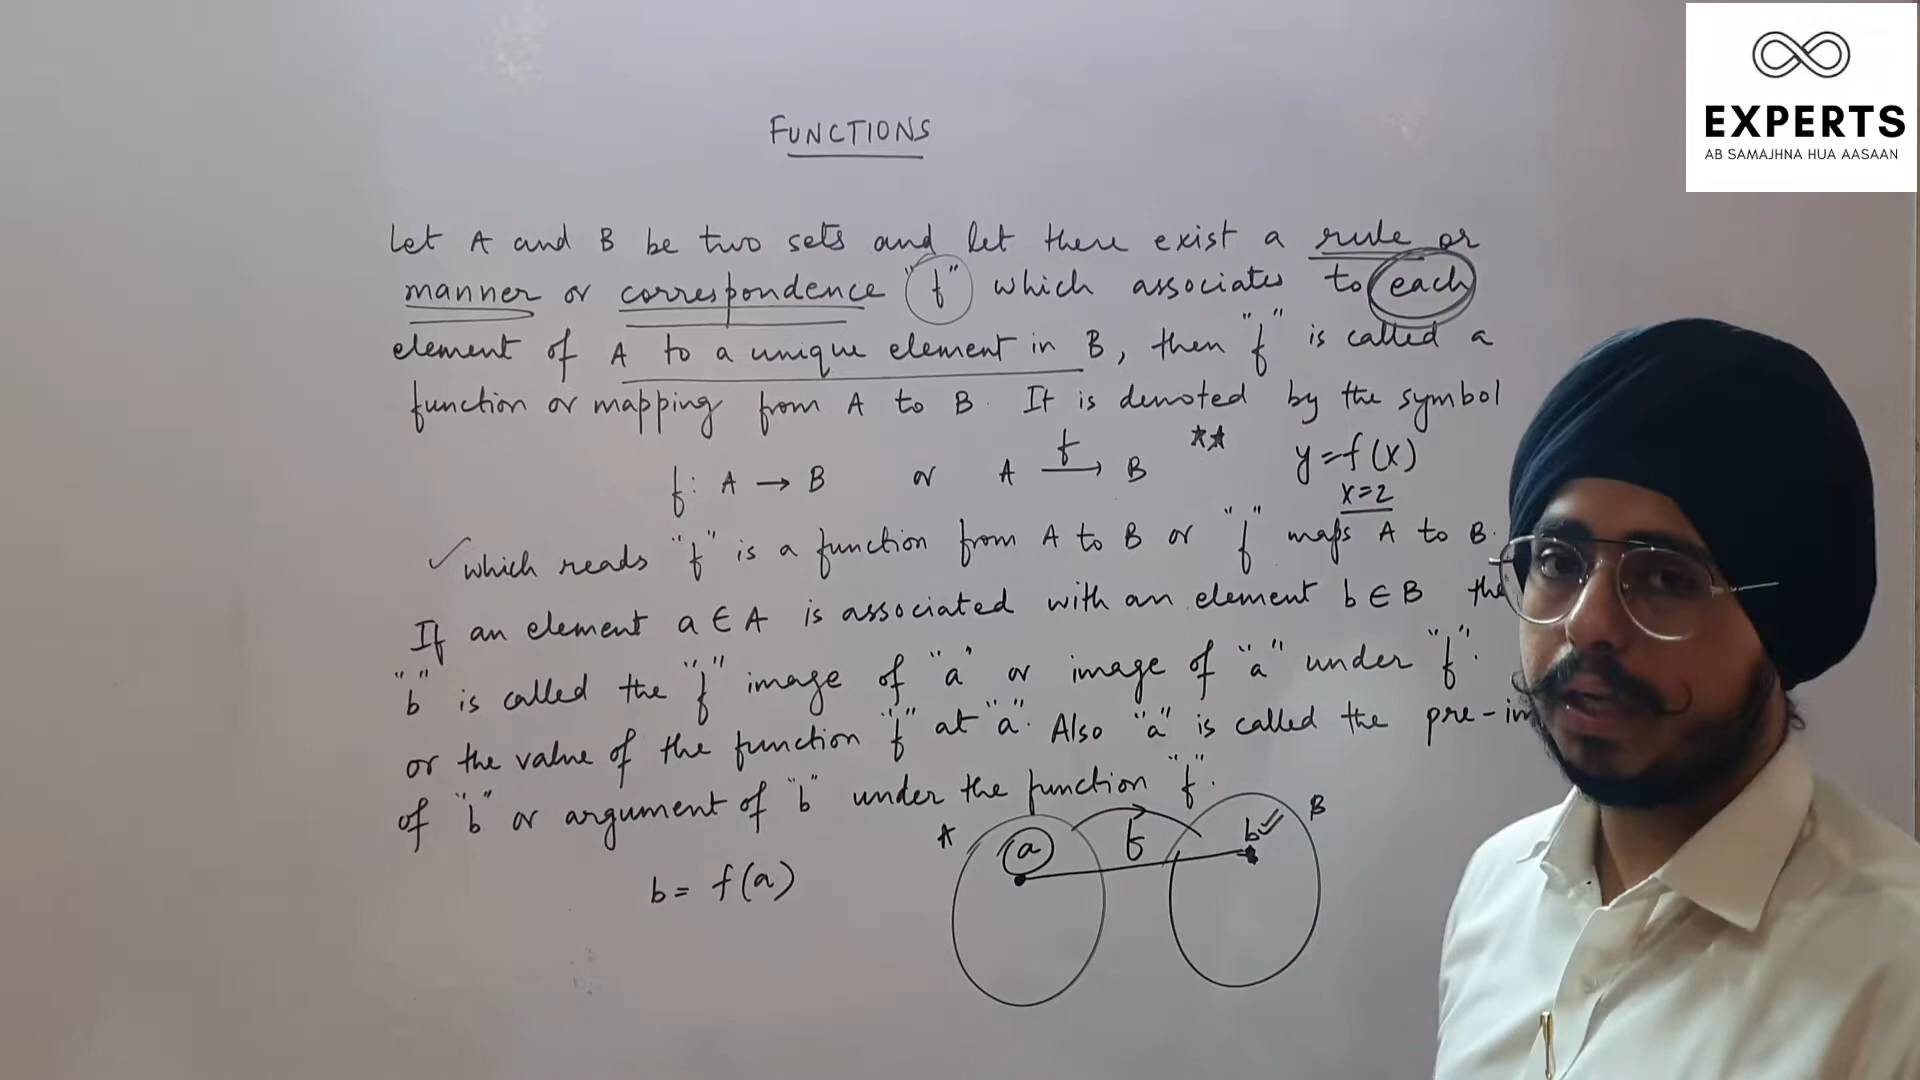 EXPERTS
AB SAMAJHNA HUA AASAAN
FUNCTIONS
Let A and B be two sets and let there exist a rule or
manner or correspondence "f" which associates to each
element of A to a unique element in B, then "f" is called a
function or mapping from A to B. It is denoted by the symbol
f: A → B or A f→ B ** y=f(x)
x=2
✓which reads "f" is a function from A to B or "f" maps A to B.
If an element a ∈ A is associated with an element b ∈ B the
"b" is called the "f" image of "a" or image of "a" under "f".
or the value of the function "f" at "a". Also "a" is called the pre-im
of "b" or argument of "b" under the function "f".
A a f b✓ B
b = f(a)